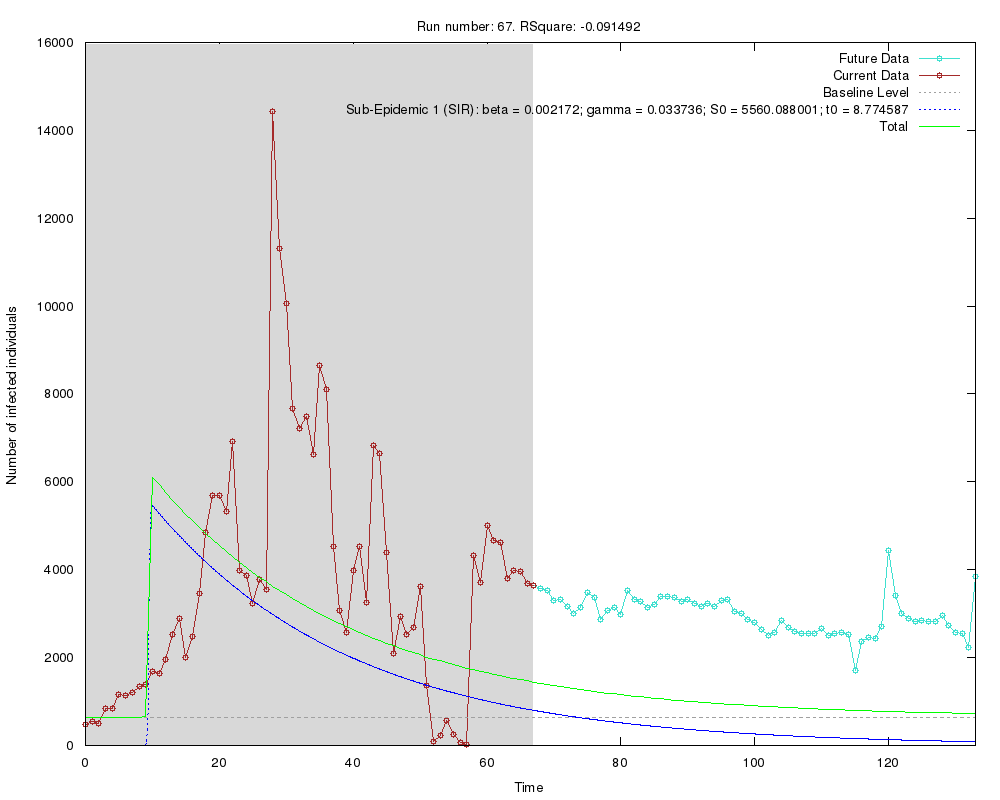 Run number: 67. RSquare: -0.091492
16000
14000
12000
10000
8000
6000
4000
2000
0
Number of infected individuals
Future Data
Current Data
Baseline Level
Sub-Epidemic 1 (SIR): beta = 0.002172; gamma = 0.033736; S0 = 5560.088001; t0 = 8.774587
Total
0 20 40 60 80 100 120
Time